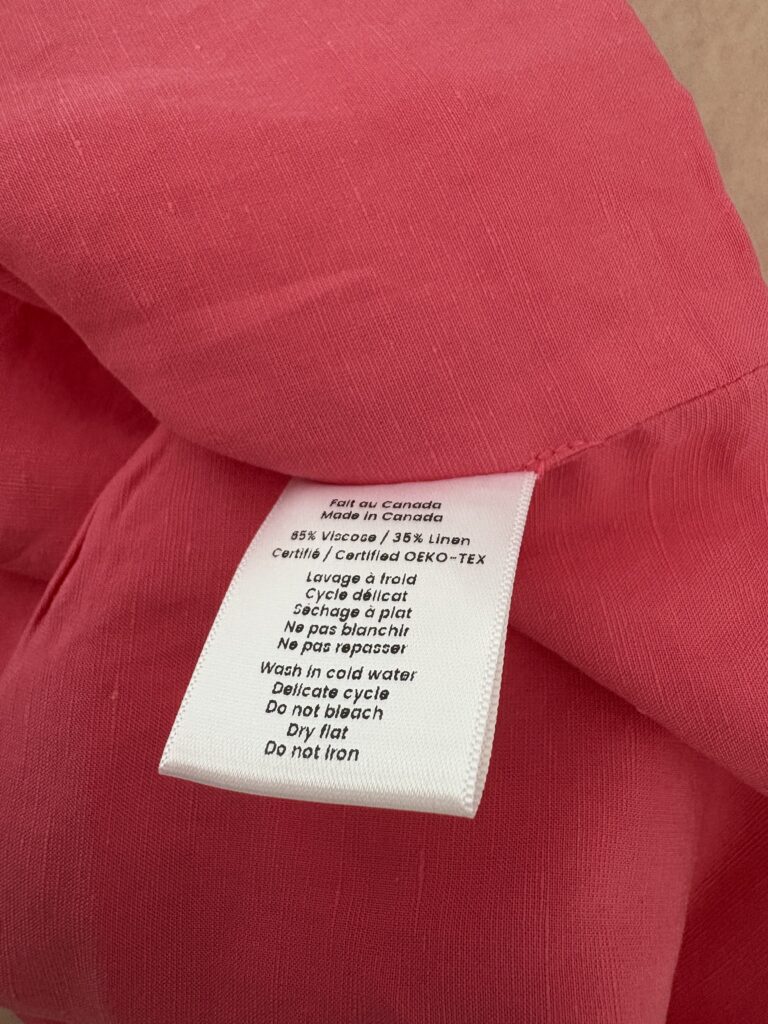 Fait au Canada
Made in Canada
65% Viscose / 35% Linen
Certifié / Certified OEKO-TEX
Lavage à froid
Cycle délicat
Séchage à plat
Ne pas blanchir
Ne pas repasser
Wash in cold water
Delicate cycle
Do not bleach
Dry flat
Do not iron